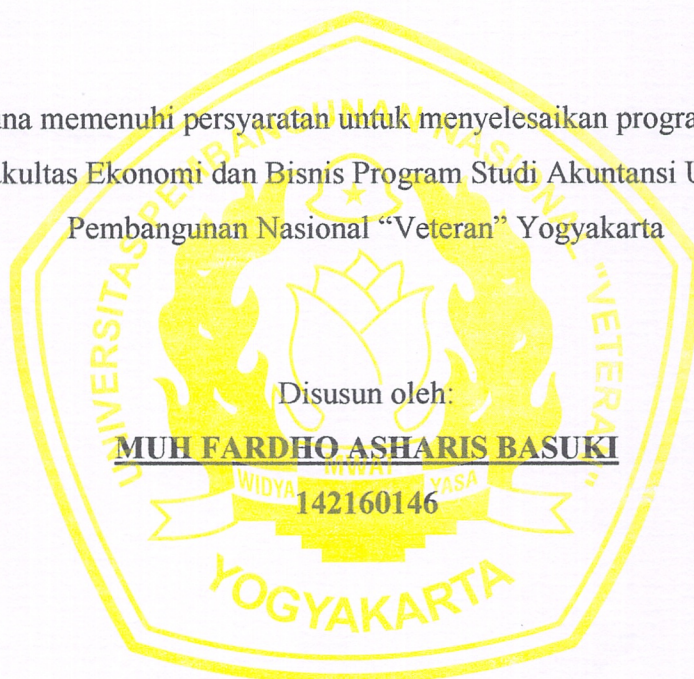 na memenuhi persyaratan untuk menyelesaikan progra
akultas Ekonomi dan Bisnis Program Studi Akuntansi U
Pembangunan Nasional “Veteran” Yogyakarta
Disusun oleh:
MUH FARDHO ASHARIS BASUKI
142160146
UNIVERSITAS PEMBANGUNAN NASIONAL "VETERAN"
WIDYA MWAT YASA
YOGYAKARTA